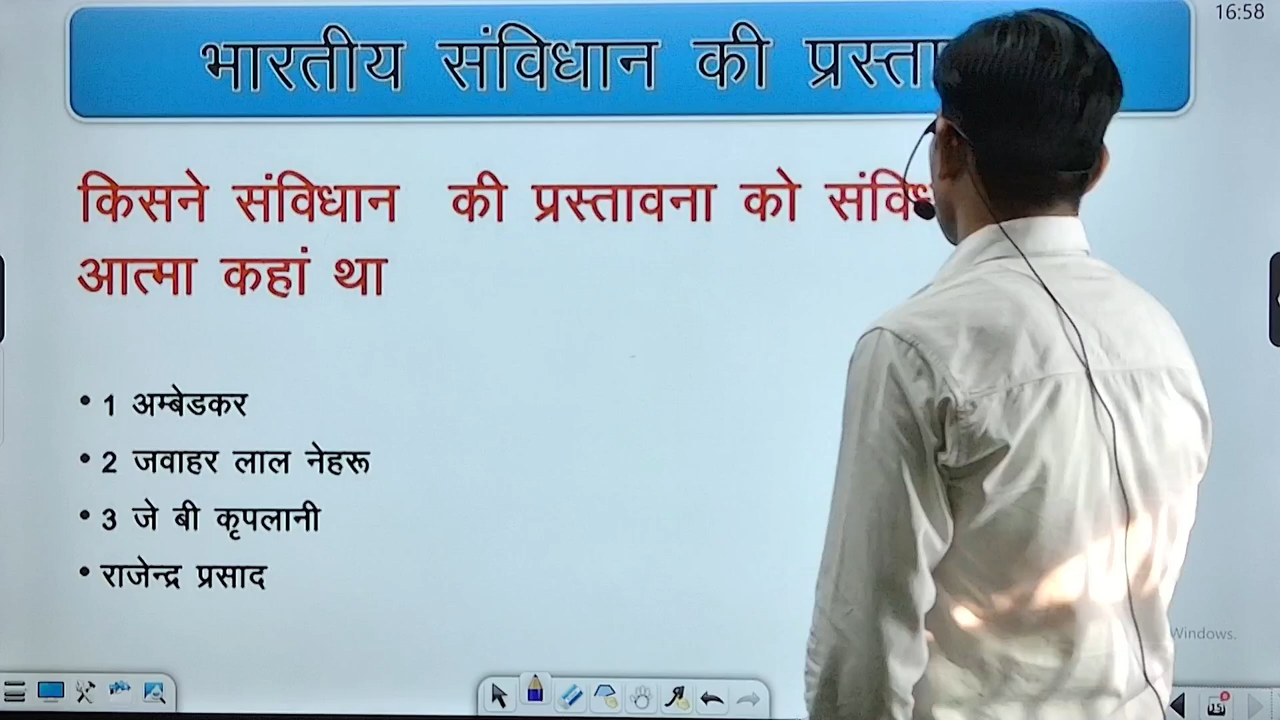 16:58
भारतीय संविधान की
किसने संविधान की प्रस्तावना को
आत्मा कहां था
• 1 अम्बेडकर
• 2 जवाहर लाल नेहरू
• 3 जे बी कृपलानी
• राजेन्द्र प्रसाद
Windows.
15